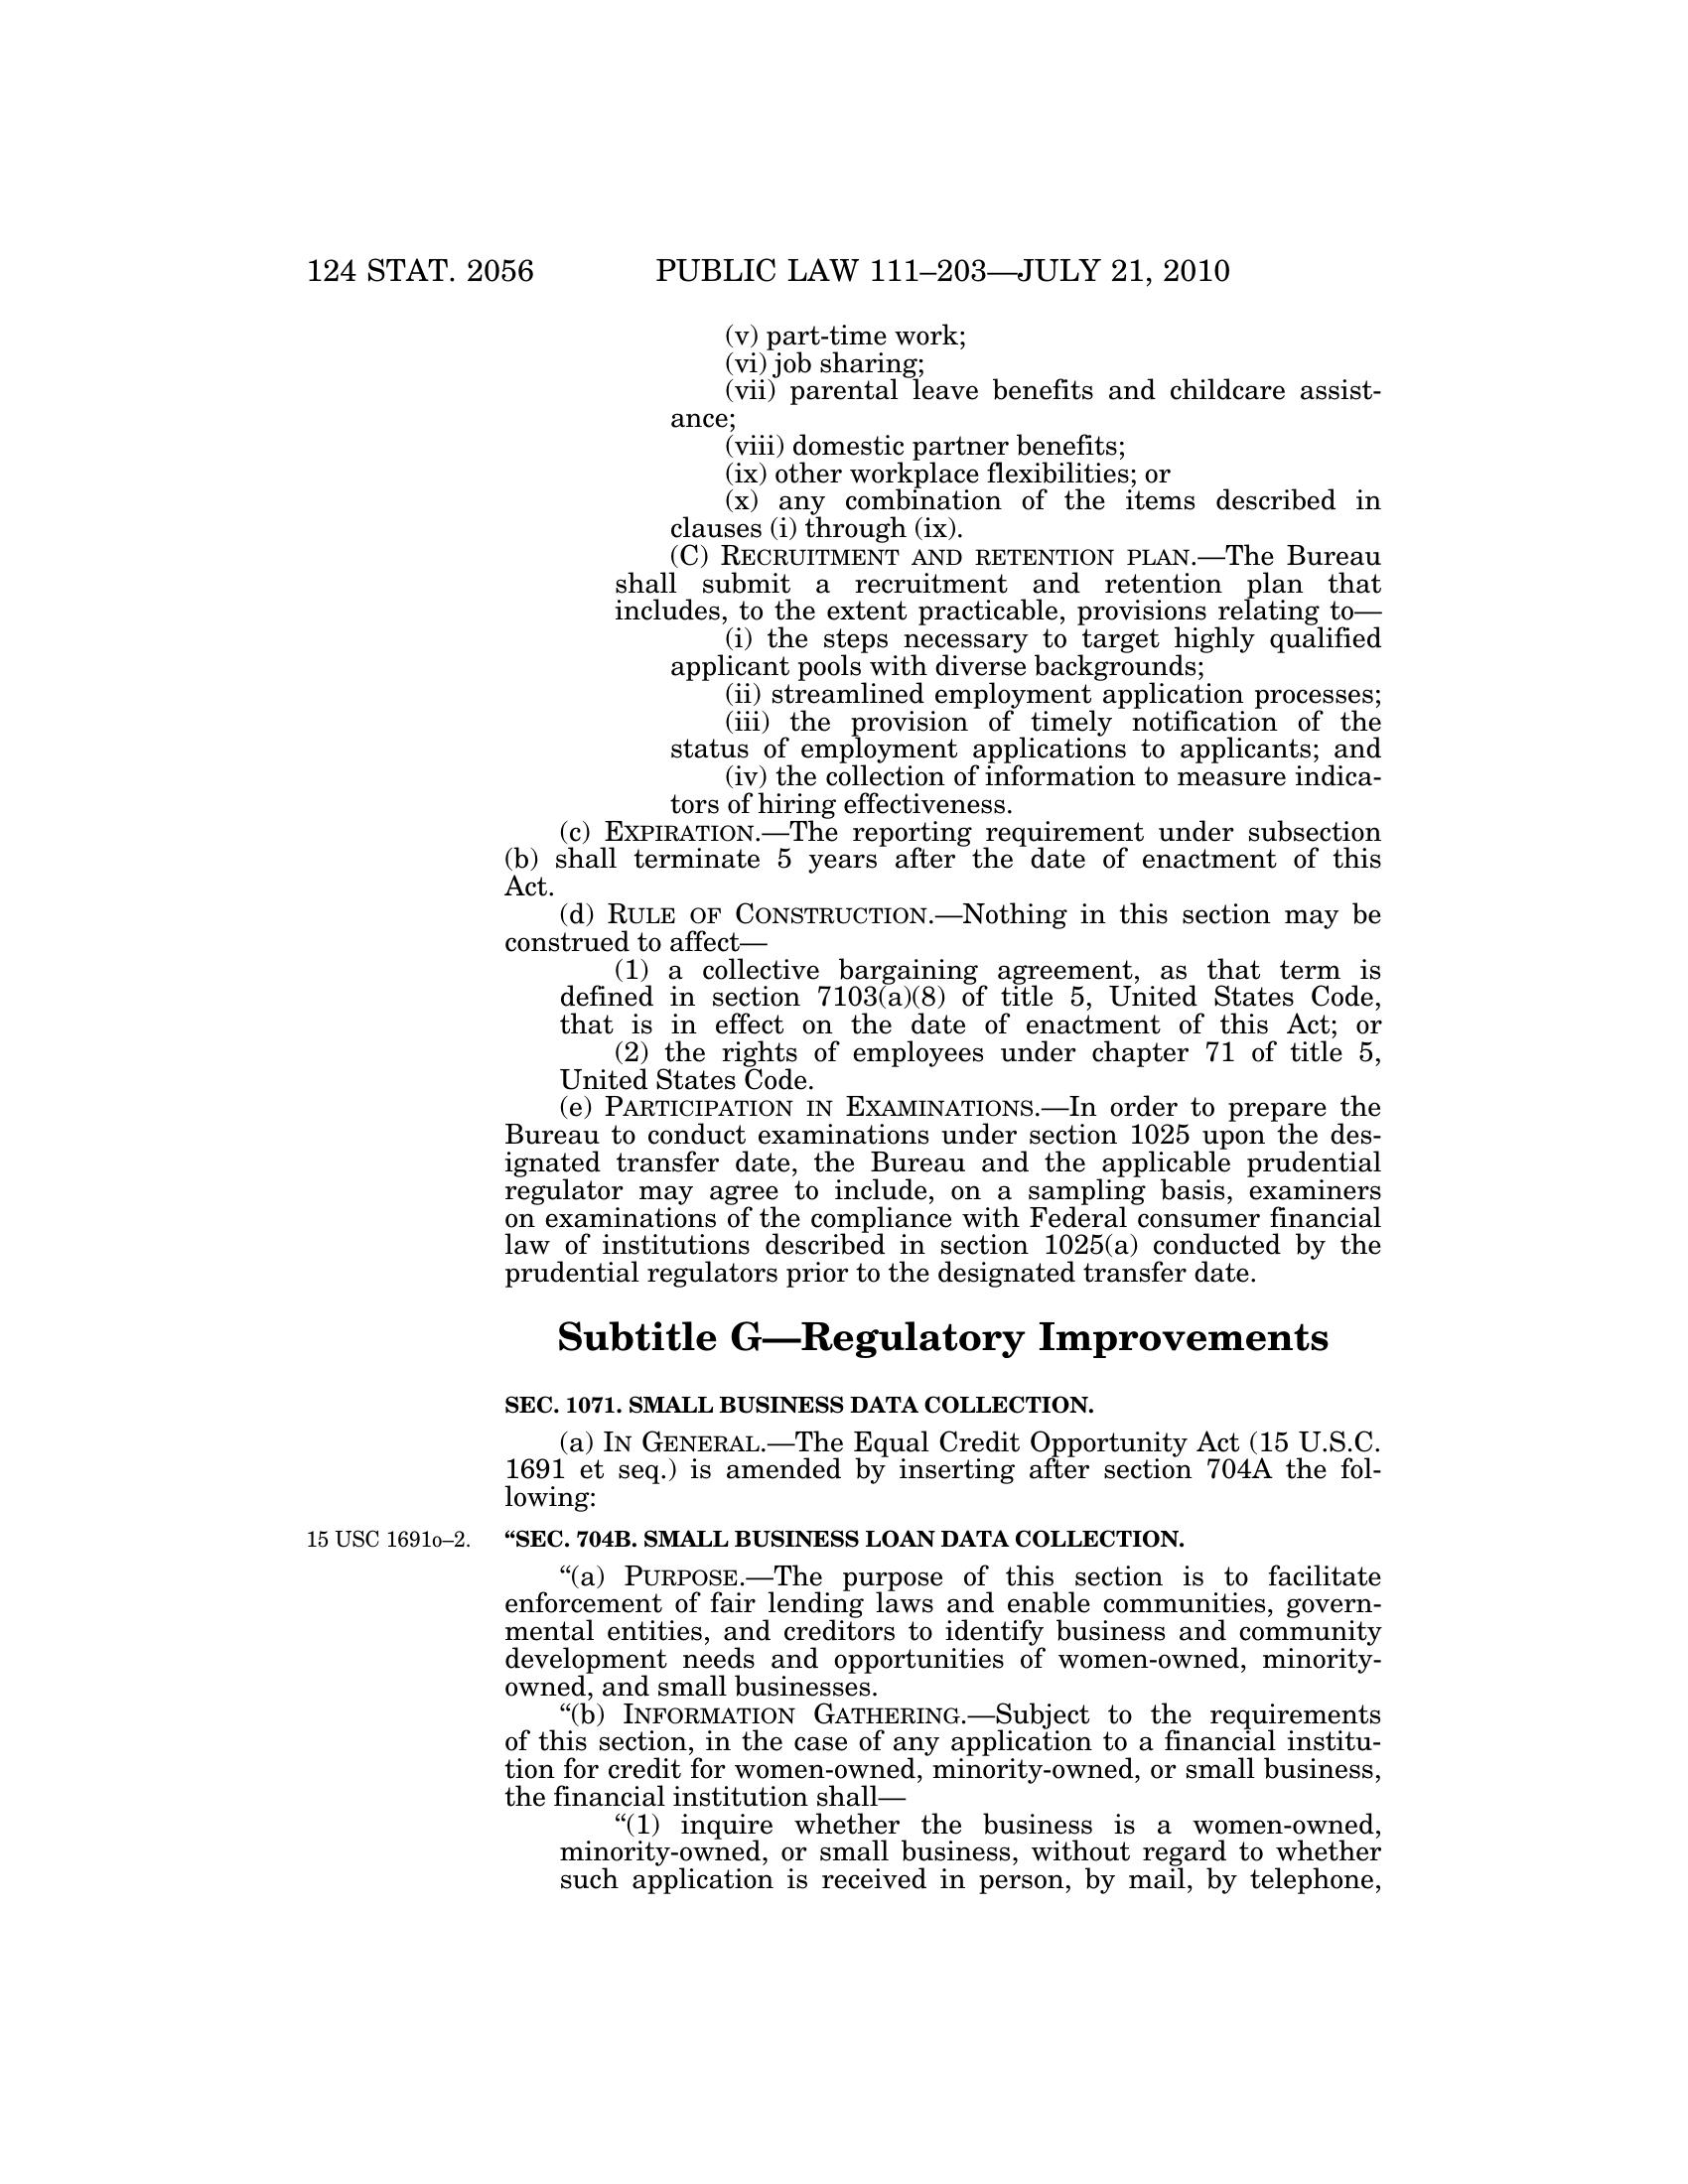 124 STAT. 2056 PUBLIC LAW 111–203—JULY 21, 2010
(v) part-time work;
(vi) job sharing;
(vii) parental leave benefits and childcare assist-
ance;
(viii) domestic partner benefits;
(ix) other workplace flexibilities; or
(x) any combination of the items described in
clauses (i) through (ix).
(C) RECRUITMENT AND RETENTION PLAN.—The Bureau
shall submit a recruitment and retention plan that
includes, to the extent practicable, provisions relating to—
(i) the steps necessary to target highly qualified
applicant pools with diverse backgrounds;
(ii) streamlined employment application processes;
(iii) the provision of timely notification of the
status of employment applications to applicants; and
(iv) the collection of information to measure indica-
tors of hiring effectiveness.
(c) EXPIRATION.—The reporting requirement under subsection
(b) shall terminate 5 years after the date of enactment of this
Act.
(d) RULE OF CONSTRUCTION.—Nothing in this section may be
construed to affect—
(1) a collective bargaining agreement, as that term is
defined in section 7103(a)(8) of title 5, United States Code,
that is in effect on the date of enactment of this Act; or
(2) the rights of employees under chapter 71 of title 5,
United States Code.
(e) PARTICIPATION IN EXAMINATIONS.—In order to prepare the
Bureau to conduct examinations under section 1025 upon the des-
ignated transfer date, the Bureau and the applicable prudential
regulator may agree to include, on a sampling basis, examiners
on examinations of the compliance with Federal consumer financial
law of institutions described in section 1025(a) conducted by the
prudential regulators prior to the designated transfer date.
Subtitle G—Regulatory Improvements
SEC. 1071. SMALL BUSINESS DATA COLLECTION.
(a) IN GENERAL.—The Equal Credit Opportunity Act (15 U.S.C.
1691 et seq.) is amended by inserting after section 704A the fol-
lowing:
15 USC 1691o–2. “SEC. 704B. SMALL BUSINESS LOAN DATA COLLECTION.
“(a) PURPOSE.—The purpose of this section is to facilitate
enforcement of fair lending laws and enable communities, govern-
mental entities, and creditors to identify business and community
development needs and opportunities of women-owned, minority-
owned, and small businesses.
“(b) INFORMATION GATHERING.—Subject to the requirements
of this section, in the case of any application to a financial institu-
tion for credit for women-owned, minority-owned, or small business,
the financial institution shall—
“(1) inquire whether the business is a women-owned,
minority-owned, or small business, without regard to whether
such application is received in person, by mail, by telephone,